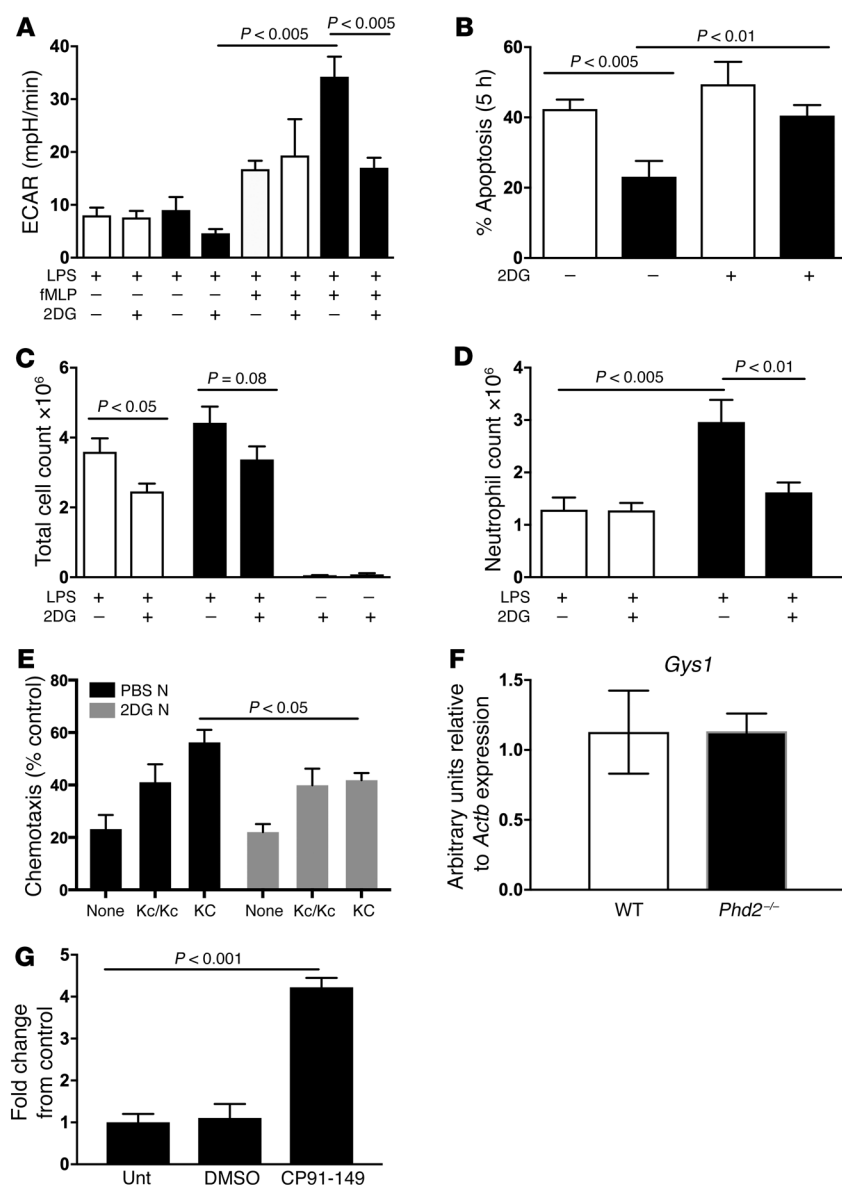 A
P < 0.005
P < 0.005
40
30
20
10
0
ECAR (mpH/min)
LPS + + + + + + + +
fMLP – – – – + + + +
2DG – + – + – + – +
B
P < 0.01
P < 0.005
60
40
20
0
% Apoptosis (5 h)
2DG – – + +
C
P = 0.08
P < 0.05
6
4
2
0
Total cell count ×10⁶
LPS + + + + – –
2DG – + – + + +
D
P < 0.005
P < 0.01
4
3
2
1
0
Neutrophil count ×10⁶
LPS + + + +
2DG – + – +
E
PBS N
2DG N
P < 0.05
80
60
40
20
0
Chemotaxis (% control)
None Kc/Kc KC None Kc/Kc KC
F
Gys1
1.5
1.0
0.5
0.0
Arbitrary units relative
to Actb expression
WT Phd2⁻/⁻
G
P < 0.001
5
4
3
2
1
0
Fold change
from control
Unt DMSO CP91-149